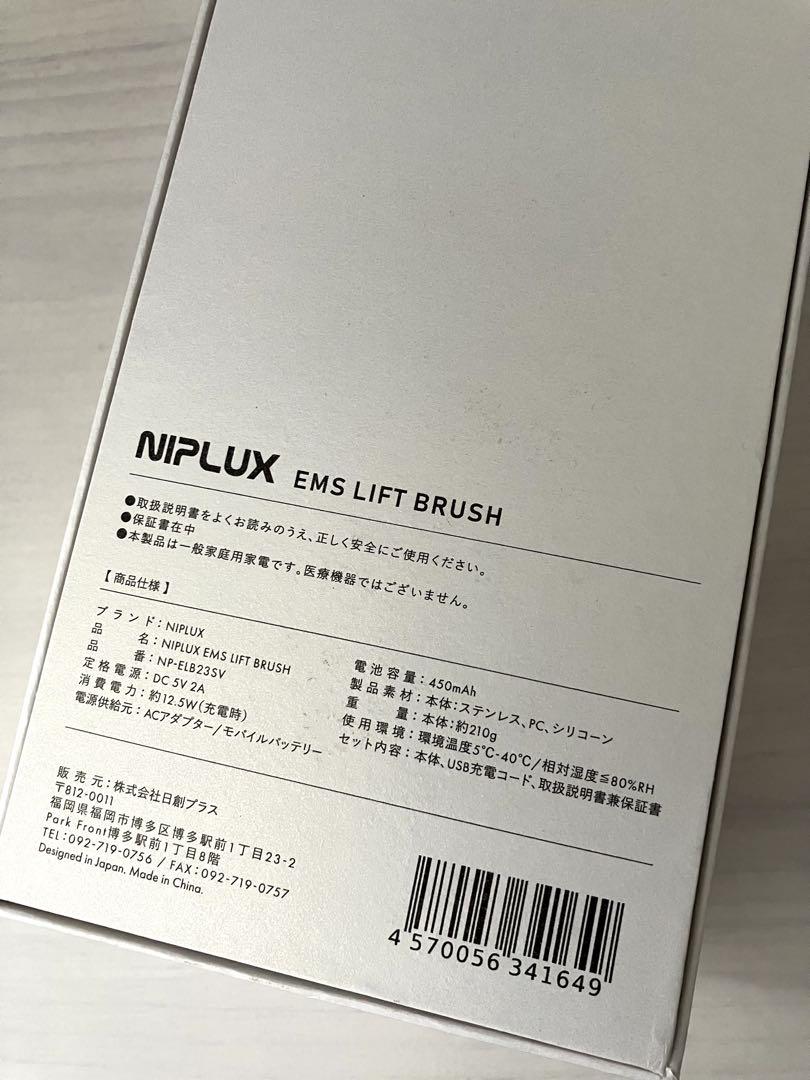 NIPLUX EMS LIFT BRUSH
●取扱説明書をよくお読みのうえ、正しく安全にご使用ください。
●保証書在中
●本製品は一般家庭用家電です。医療機器ではございません。
【商品仕様】
ブランド：NIPLUX
品名：NIPLUX EMS LIFT BRUSH
品番：NP-ELB23SV
定格電源：DC 5V 2A
消費電力：約12.5W（充電時）
電源供給元：ACアダプター/モバイルバッテリー
電池容量：450mAh
製品素材：本体：ステンレス、PC、シリコーン
重量：本体：約210g
使用環境：環境温度5℃-40℃/相対湿度≦80%RH
セット内容：本体、USB充電コード、取扱説明書兼保証書
販売元：株式会社日創プラス
〒812-0011
福岡県福岡市博多区博多駅前1丁目23-2
Park Front博多駅前1丁目8階
TEL：092-719-0756 / FAX：092-719-0757
Designed in Japan. Made in China.
4 570056 341649